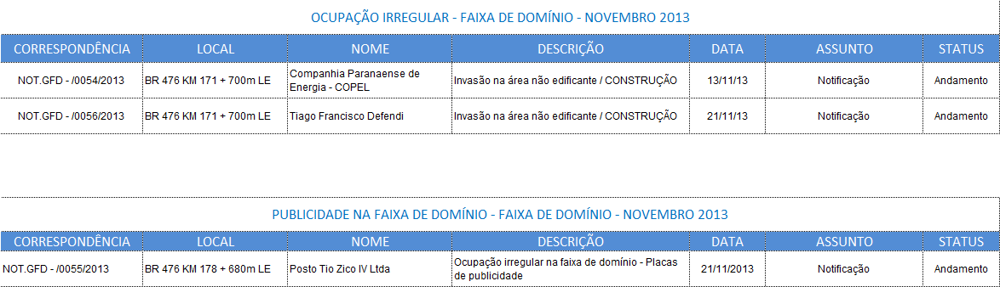 OCUPAÇÃO IRREGULAR - FAIXA DE DOMÍNIO - NOVEMBRO 2013
CORRESPONDÊNCIA LOCAL NOME DESCRIÇÃO DATA ASSUNTO STATUS
NOT.GFD - /0054/2013 BR 476 KM 171 + 700m LE Companhia Paranaense de Energia - COPEL Invasão na área não edificante / CONSTRUÇÃO 13/11/13 Notificação Andamento
NOT.GFD - /0056/2013 BR 476 KM 171 + 700m LE Tiago Francisco Defendi Invasão na área não edificante / CONSTRUÇÃO 21/11/13 Notificação Andamento
PUBLICIDADE NA FAIXA DE DOMÍNIO - FAIXA DE DOMÍNIO - NOVEMBRO 2013
CORRESPONDÊNCIA LOCAL NOME DESCRIÇÃO DATA ASSUNTO STATUS
NOT.GFD - /0055/2013 BR 476 KM 178 + 680m LE Posto Tio Zico IV Ltda Ocupação irregular na faixa de domínio - Placas de publicidade 21/11/2013 Notificação Andamento